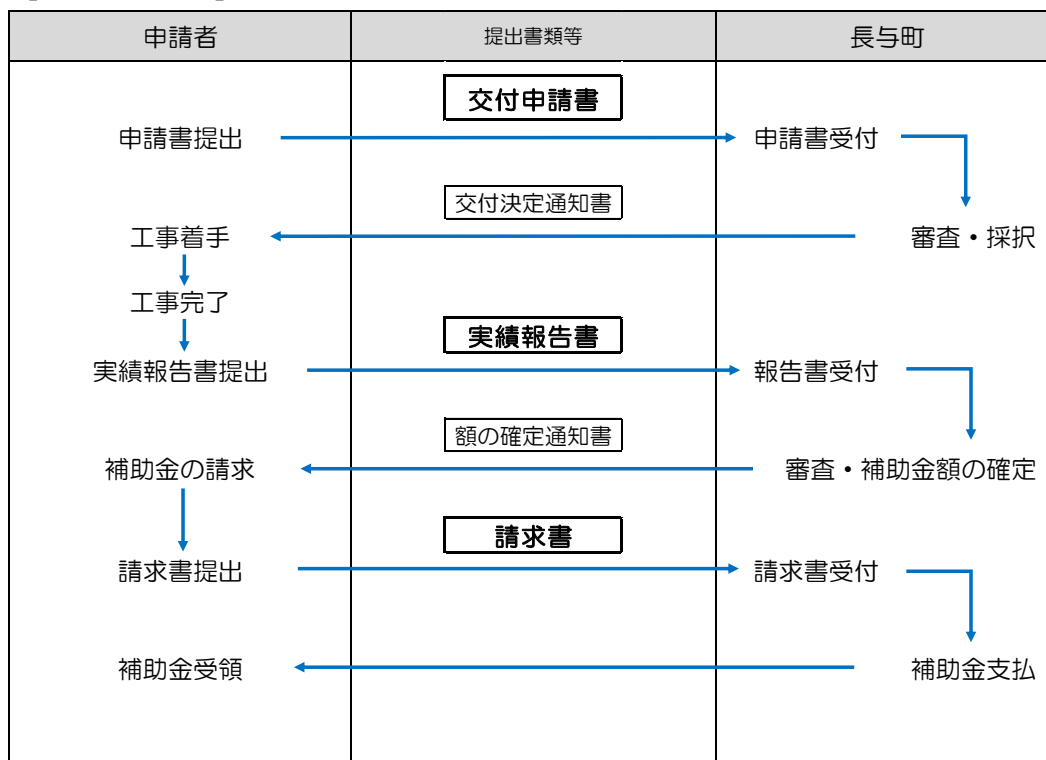 申請者
提出書類等
長与町
交付申請書
申請書提出
申請書受付
交付決定通知書
工事着手
審査・採択
工事完了
実績報告書
実績報告書提出
報告書受付
額の確定通知書
補助金の請求
審査・補助金額の確定
請求書
請求書提出
請求書受付
補助金受領
補助金支払